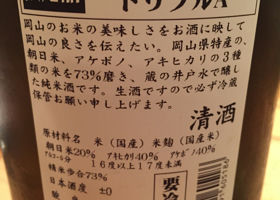 トリプルA
岡山のお米の美味しさをお酒に映して
岡山の良さを伝えたい。岡山県特産の、
朝日米、アケボノ、アキヒカリの3種
類の米を73%磨き、蔵の井戸水で醸し
た純米酒です。生酒ですので必ず冷蔵
保管お願い申し上げます。
清酒
原材料名 米(国産)米麹(国産米)
朝日米20% アキヒカリ40% アケボノ40%
アルコール分 16度以上17度未満
精米歩合73%
日本酒度 ±0
要冷